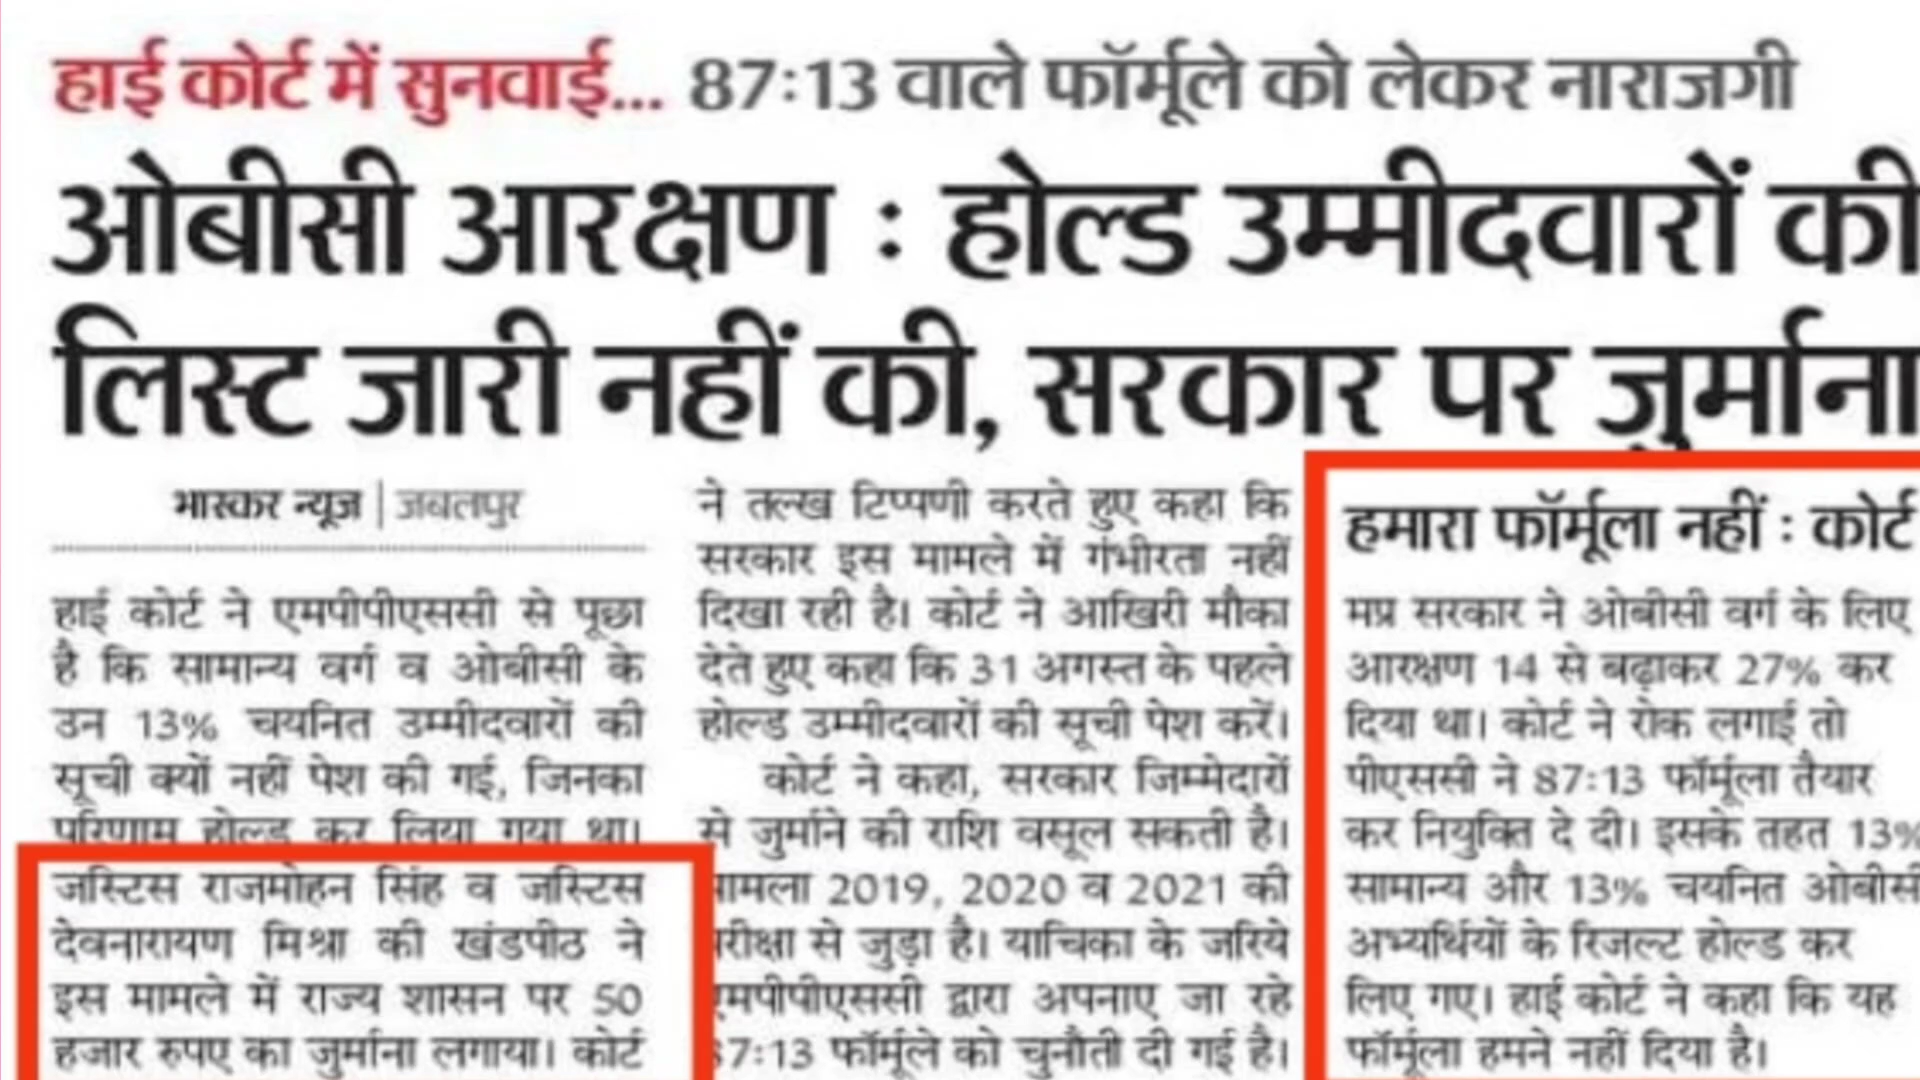 हाई कोर्ट में सुनवाई... 87:13 वाले फॉर्मूले को लेकर नाराजगी
ओबीसी आरक्षण : होल्ड उम्मीदवारों की
लिस्ट जारी नहीं की, सरकार पर जुर्माना
भास्कर न्यूज | जबलपुर
हाई कोर्ट ने एमपीपीएससी से पूछा
है कि सामान्य वर्ग व ओबीसी के
उन 13% चयनित उम्मीदवारों की
सूची क्यों नहीं पेश की गई, जिनका
परिणाम होल्ड कर लिया गया था।
जस्टिस राजमोहन सिंह व जस्टिस
देवनारायण मिश्रा की खंडपीठ ने
इस मामले में राज्य शासन पर 50
हजार रुपए का जुर्माना लगाया। कोर्ट
ने तल्ख टिप्पणी करते हुए कहा कि
सरकार इस मामले में गंभीरता नहीं
दिखा रही है। कोर्ट ने आखिरी मौका
देते हुए कहा कि 31 अगस्त के पहले
होल्ड उम्मीदवारों की सूची पेश करें।
कोर्ट ने कहा, सरकार जिम्मेदारों
से जुर्माने की राशि वसूल सकती है।
मामला 2019, 2020 व 2021 की
परीक्षा से जुड़ा है। याचिका के जरिये
एमपीपीएससी द्वारा अपनाए जा रहे
87:13 फॉर्मूले को चुनौती दी गई है।
हमारा फॉर्मूला नहीं : कोर्ट
मप्र सरकार ने ओबीसी वर्ग के लिए
आरक्षण 14 से बढ़ाकर 27% कर
दिया था। कोर्ट ने रोक लगाई तो
पीएससी ने 87:13 फॉर्मूला तैयार
कर नियुक्ति दे दी। इसके तहत 13%
सामान्य और 13% चयनित ओबीसी
अभ्यर्थियों के रिजल्ट होल्ड कर
लिए गए। हाई कोर्ट ने कहा कि यह
फॉर्मूला हमने नहीं दिया है।